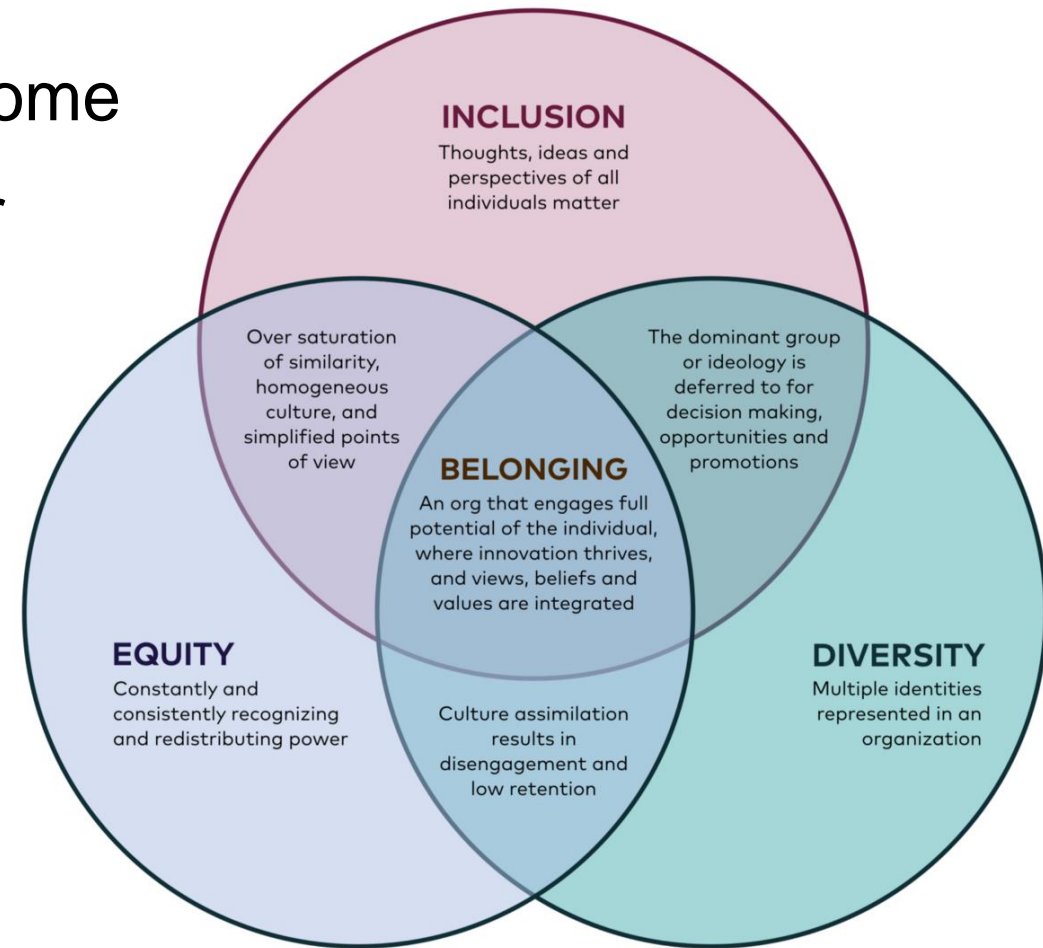 ome
INCLUSION
Thoughts, ideas and
perspectives of all
individuals matter
Over saturation
of similarity,
homogeneous
culture, and
simplified points
of view
The dominant group
or ideology is
deferred to for
decision making,
opportunities and
promotions
BELONGING
An org that engages full
potential of the individual,
where innovation thrives,
and views, beliefs and
values are integrated
EQUITY
Constantly and
consistently recognizing
and redistributing power
DIVERSITY
Multiple identities
represented in an
organization
Culture assimilation
results in
disengagement and
low retention